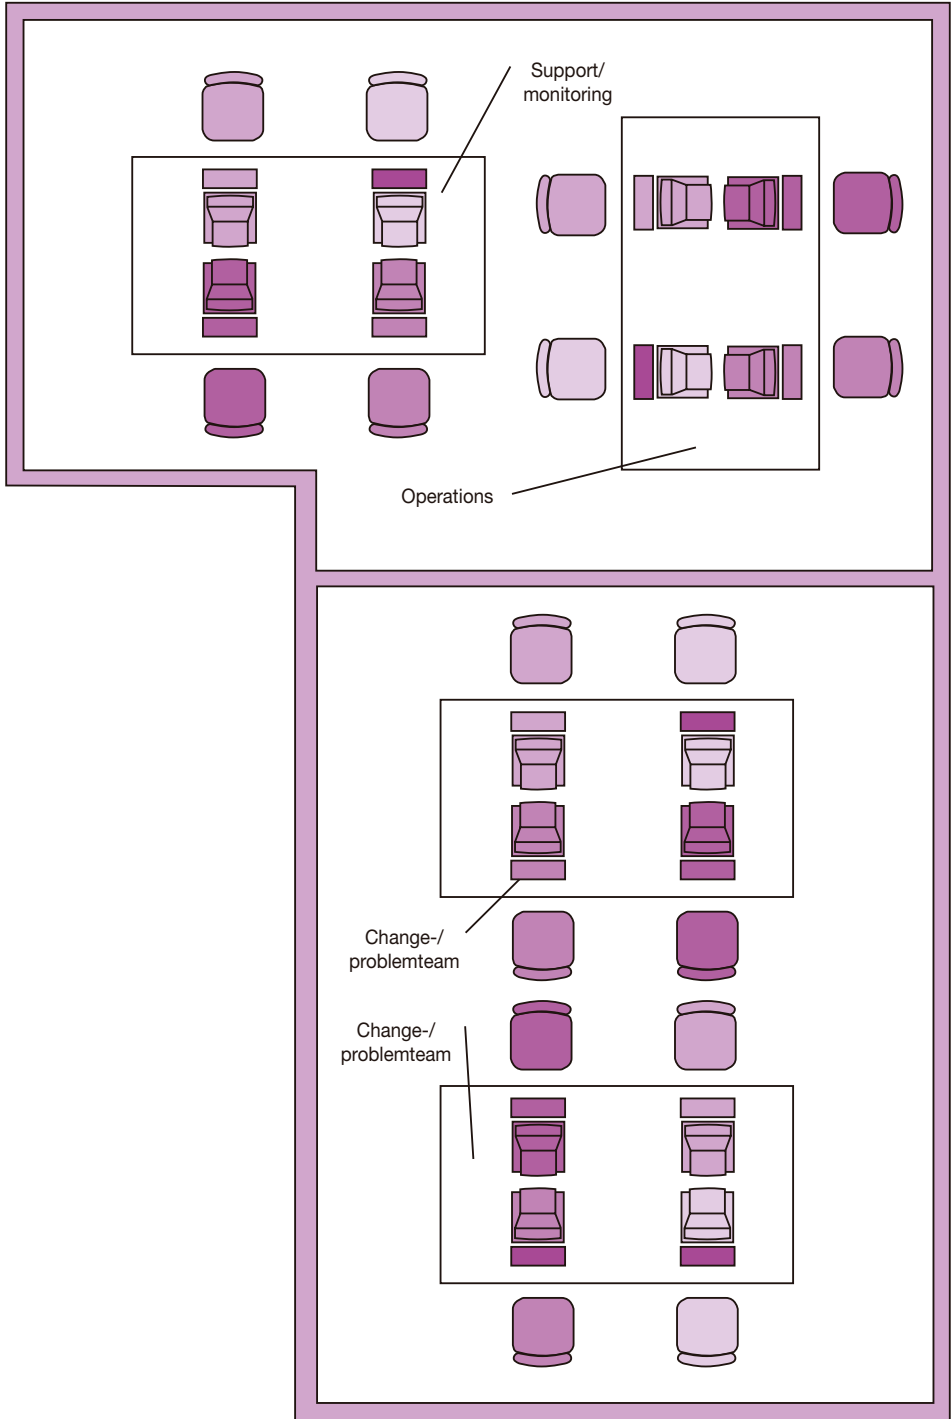 Support/
monitoring
Operations
Change-/
problemteam
Change-/
problemteam